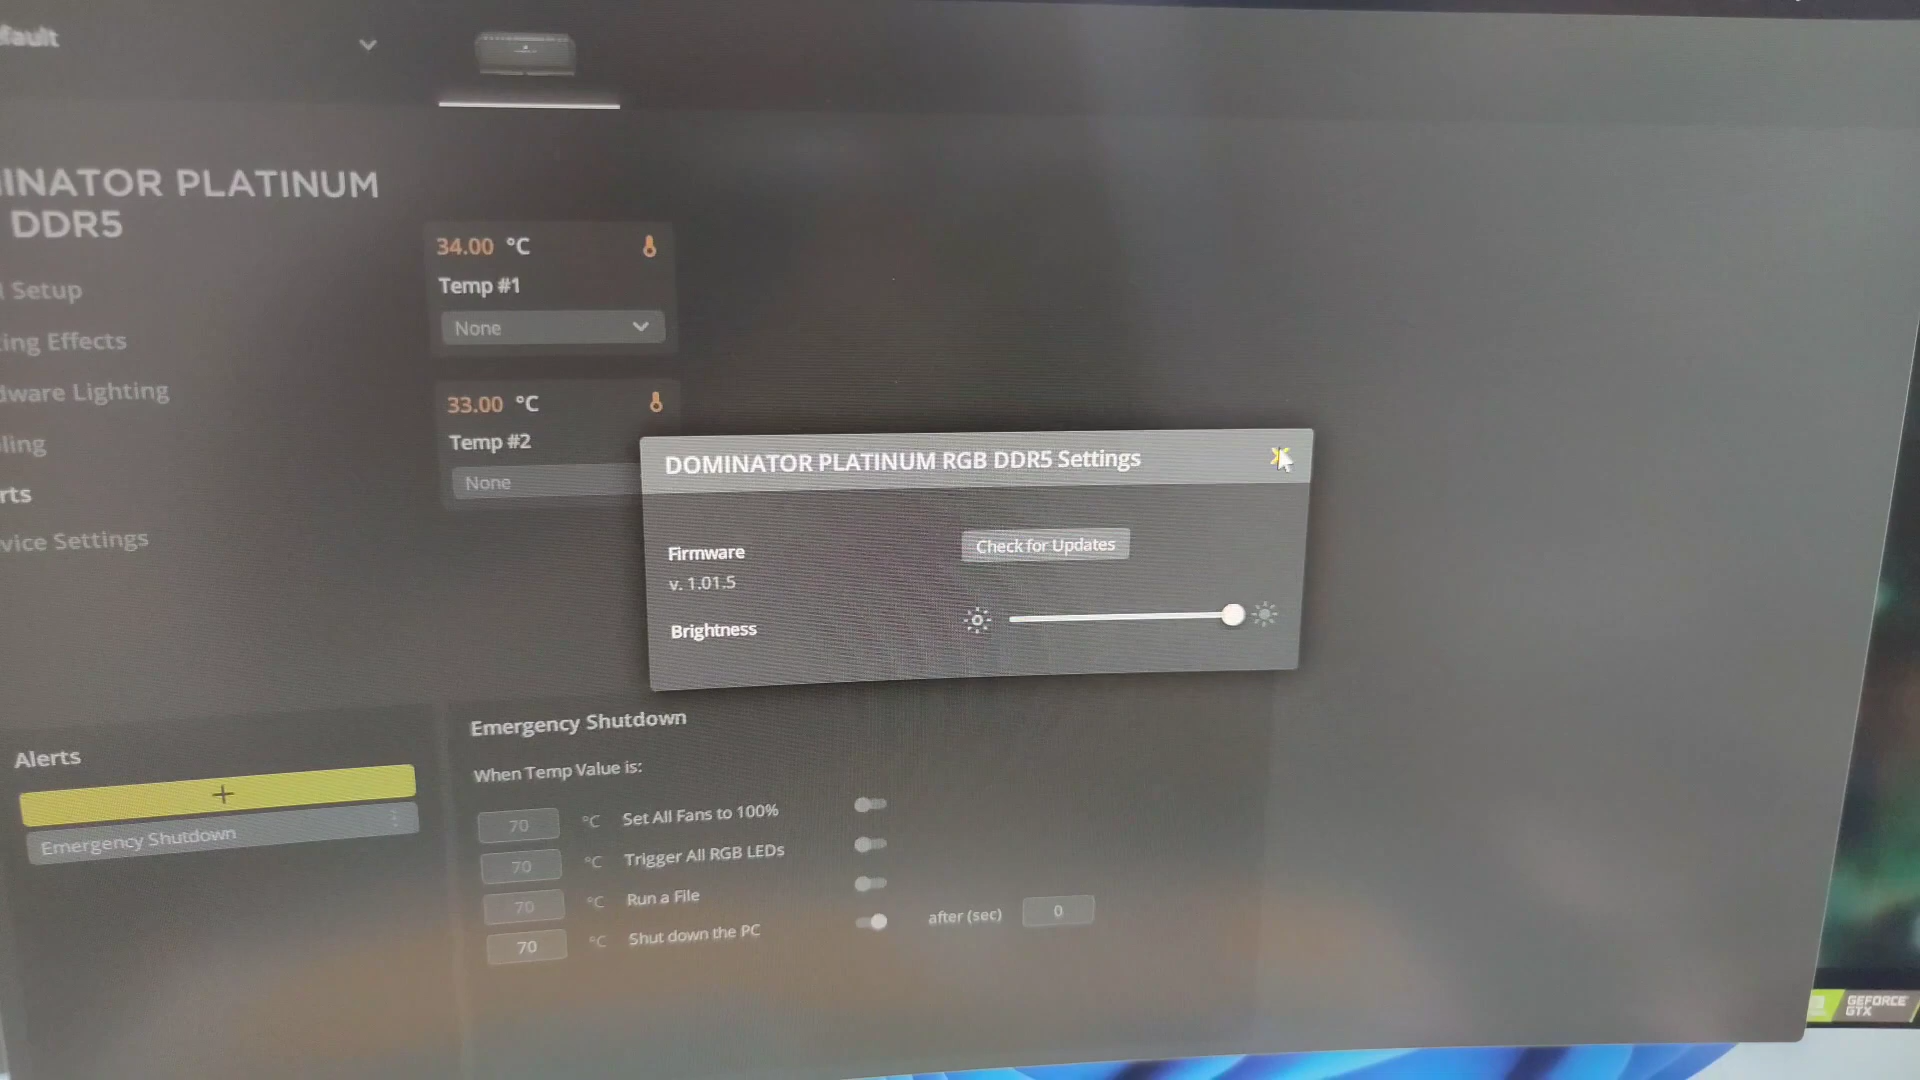 fault
INATOR PLATINUM
DDR5
Setup
ing Effects
dware Lighting
ling
rts
vice Settings
34.00 °C
Temp #1
None
33.00 °C
Temp #2
None
DOMINATOR PLATINUM RGB DDR5 Settings
Firmware
Check for Updates
v. 1.01.5
Brightness
Alerts
+
Emergency Shutdown
Emergency Shutdown
When Temp Value is:
70 °C Set All Fans to 100%
70 °C Trigger All RGB LEDs
70 °C Run a File
70 °C Shut down the PC after (sec) 0
GEFORCE
GTX